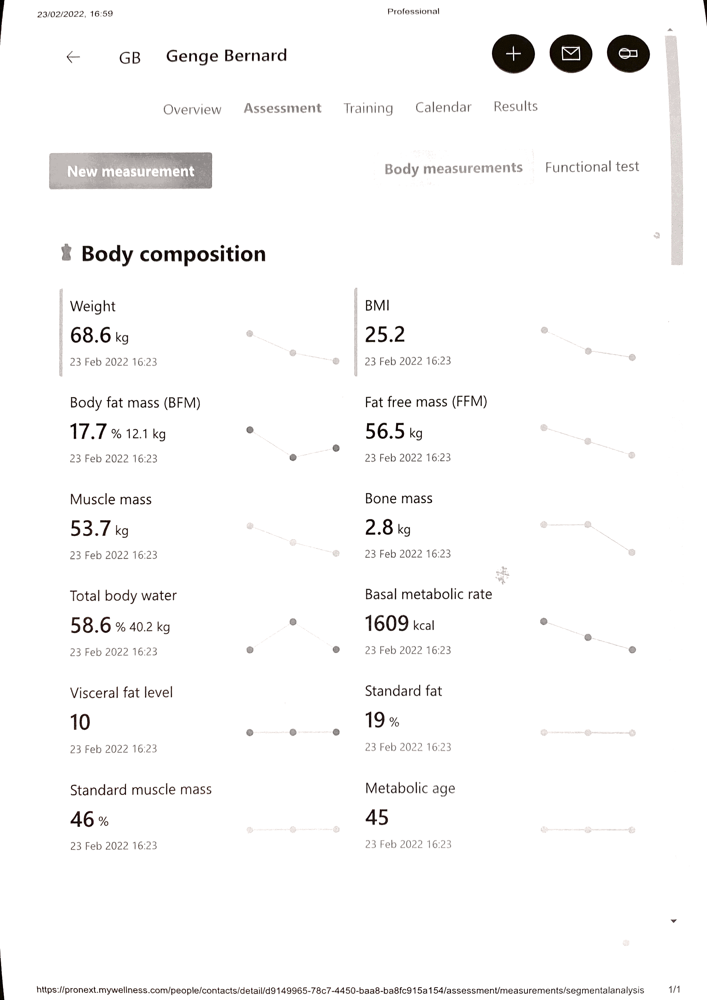 23/02/2022, 16:59
Professional
GB
Genge Bernard
Overview
Assessment
Training
Calendar
Results
New measurement
Body measurements
Functional test
Body composition
Weight
68.6 kg
23 Feb 2022 16:23
BMI
25.2
23 Feb 2022 16:23
Body fat mass (BFM)
17.7 % 12.1 kg
23 Feb 2022 16:23
Fat free mass (FFM)
56.5 kg
23 Feb 2022 16:23
Muscle mass
53.7 kg
23 Feb 2022 16:23
Bone mass
2.8 kg
23 Feb 2022 16:23
Total body water
58.6 % 40.2 kg
23 Feb 2022 16:23
Basal metabolic rate
1609 kcal
23 Feb 2022 16:23
Visceral fat level
10
23 Feb 2022 16:23
Standard fat
19 %
23 Feb 2022 16:23
Standard muscle mass
46 %
23 Feb 2022 16:23
Metabolic age
45
23 Feb 2022 16:23
https://pronext.mywellness.com/people/contacts/detail/d9149965-78c7-4450-baa8-ba8fc915a154/assessment/measurements/segmentalanalysis
1/1